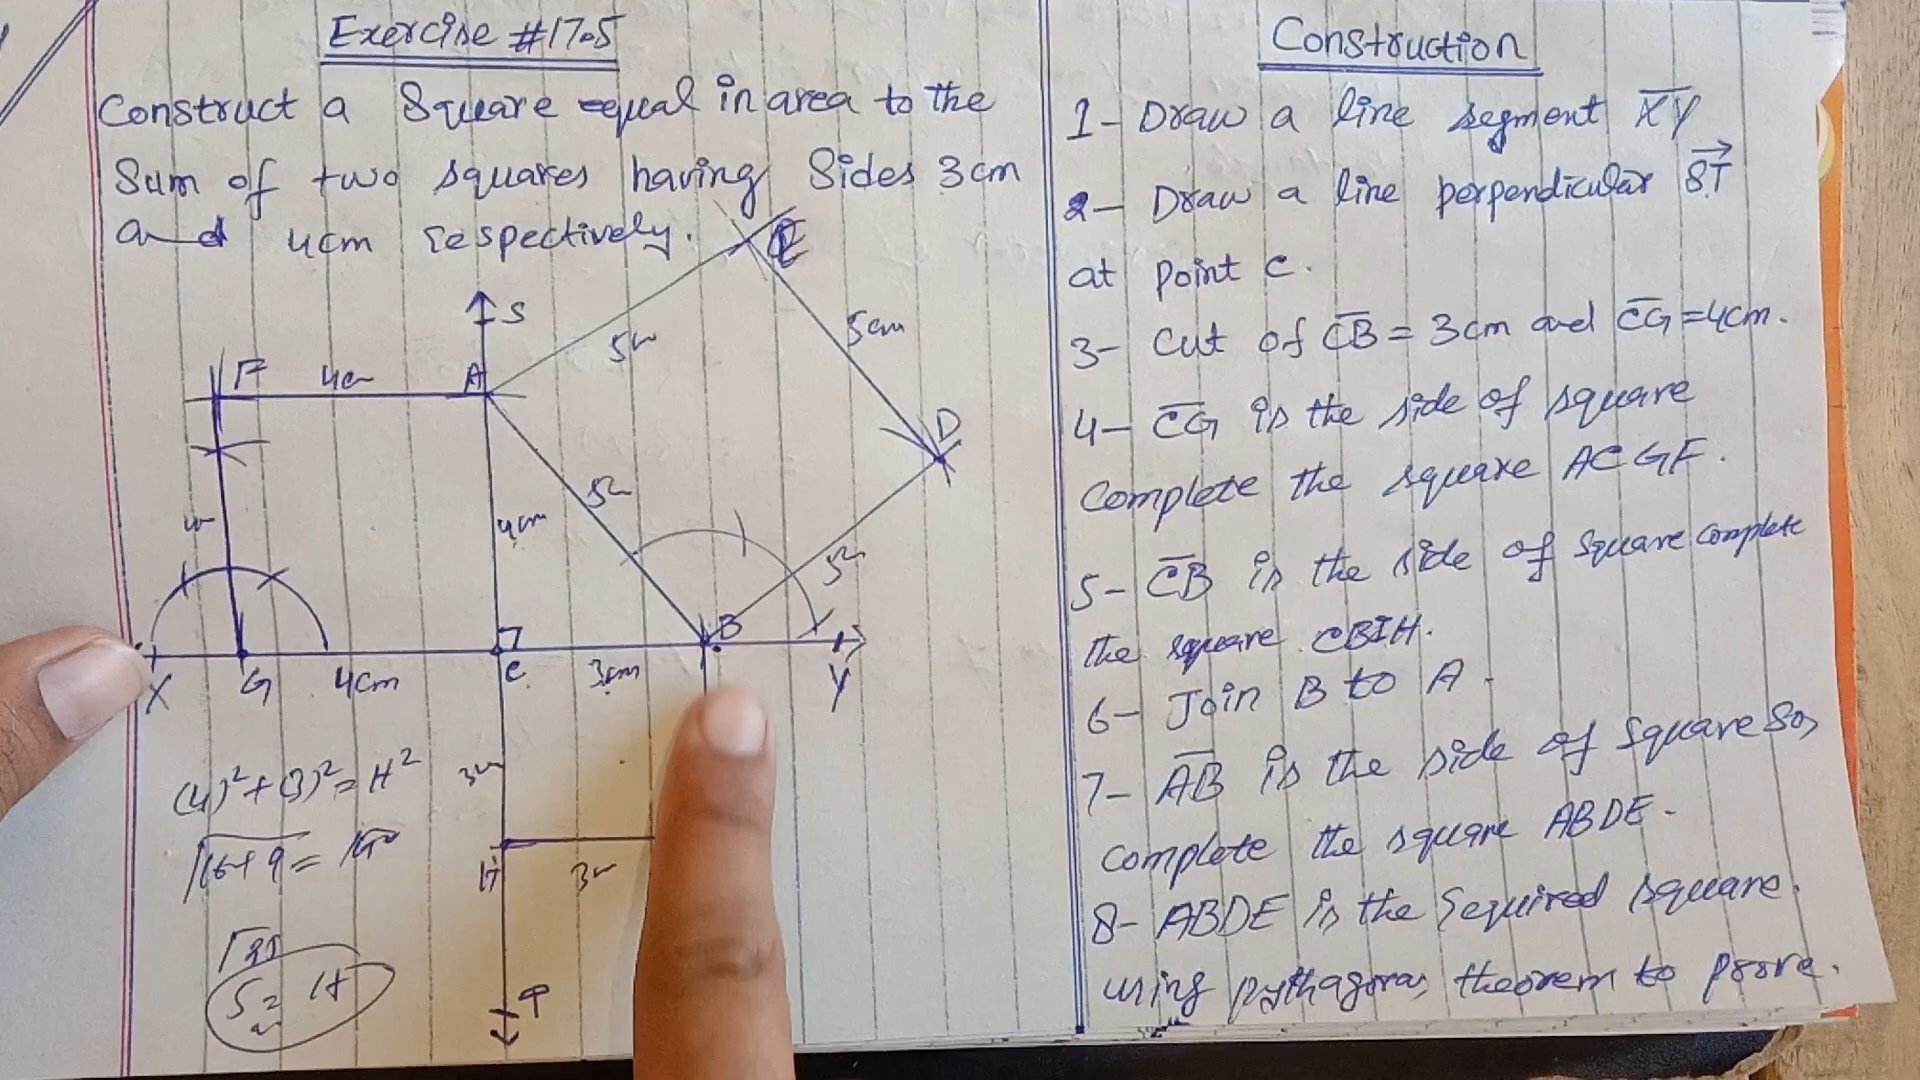 Exercise #17.5
Construct a Square equal in area to the
Sum of two squares having Sides 3cm
and 4cm respectively.
E
S
5cm
5cm
F
4cm
A
D
5cm
4cm
5cm
B
X
G
4cm
C
3cm
Y
(4)²+(3)²=H²
3cm
√16+9=
H
3cm
5=H
T
Construction
1- Draw a line segment XY
2- Draw a line perpendicular ST
at point C.
3- Cut of CB = 3cm and CG=4cm.
4- CG is the side of square
Complete the square ACGF.
5- CB is the side of square complete
the square CBIH.
6- Join B to A.
7- AB is the side of square so,
complete the square ABDE.
8- ABDE is the required square.
using pythagoras theorem to prove.